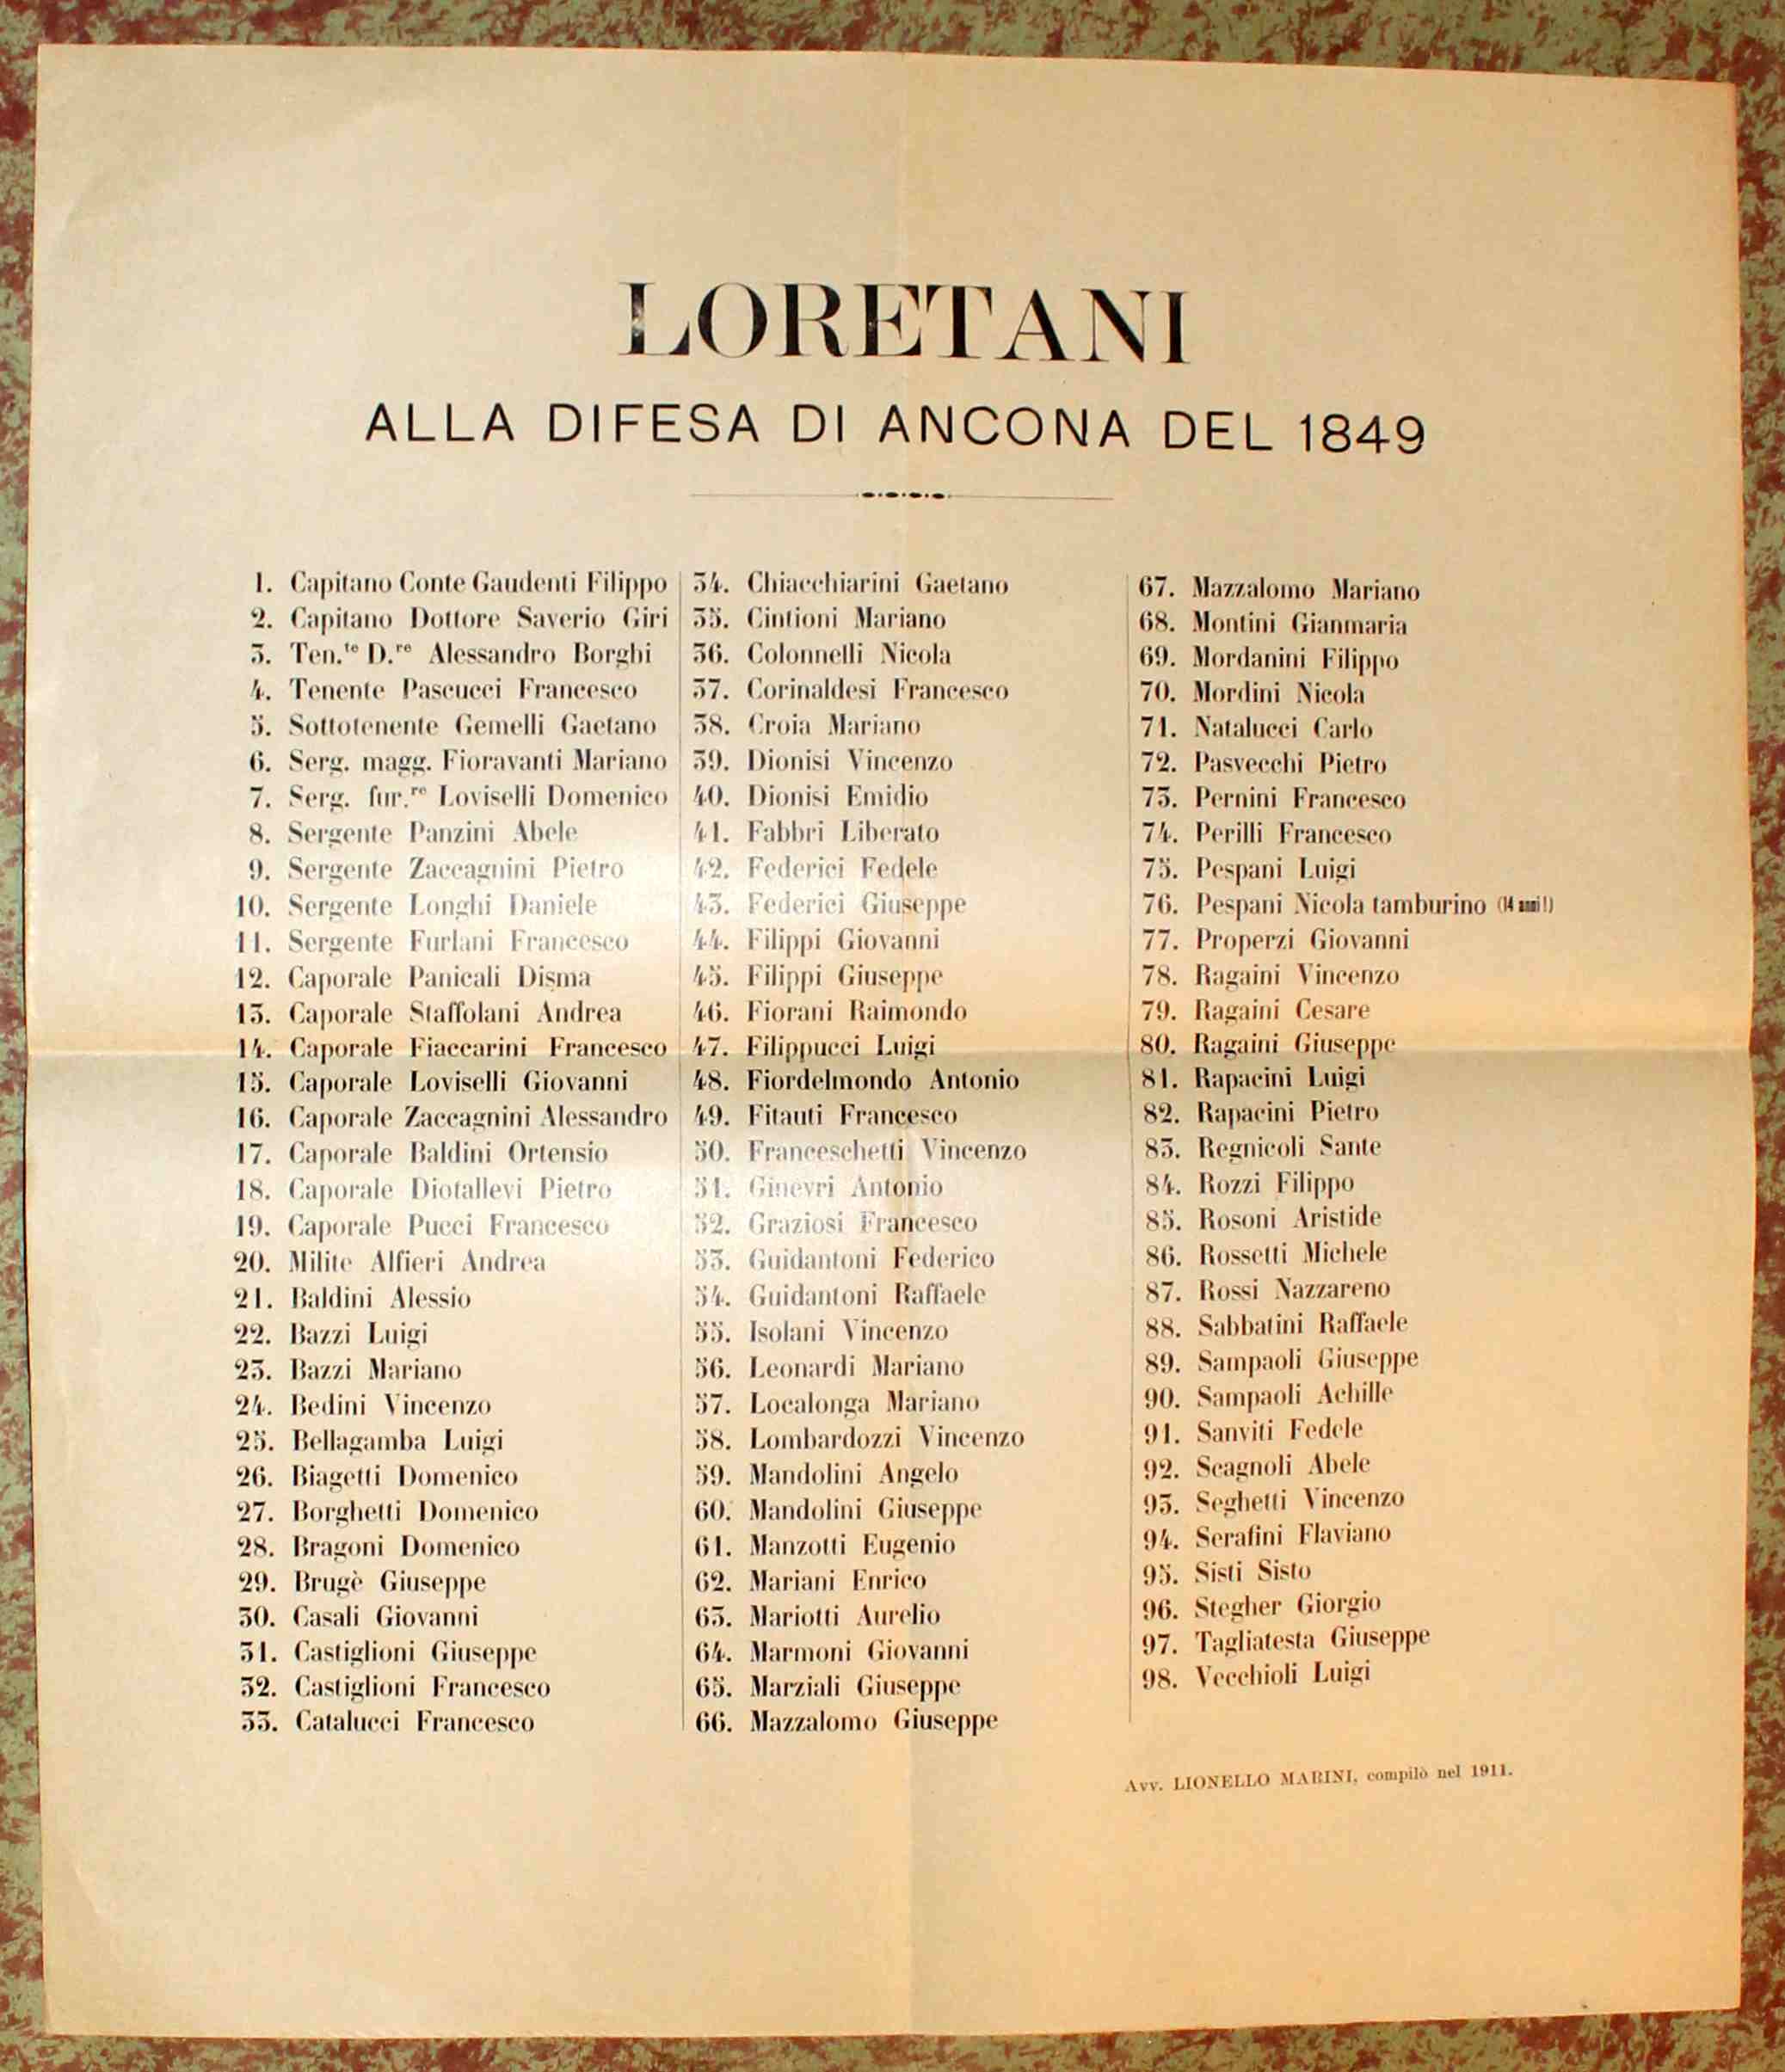 LORETANI
ALLA DIFESA DI ANCONA DEL 1849
1. Capitano Conte Gaudenti Filippo
2. Capitano Dottore Saverio Giri
3. Ten.te D.re Alessandro Borghi
4. Tenente Pascucci Francesco
5. Sottotenente Gemelli Gaetano
6. Serg. magg. Fioravanti Mariano
7. Serg. fur.re Loviselli Domenico
8. Sergente Panzini Abele
9. Sergente Zaccagnini Pietro
10. Sergente Longhi Daniele
11. Sergente Furlani Francesco
12. Caporale Panicali Disma
13. Caporale Staffolani Andrea
14. Caporale Fiaccarini Francesco
15. Caporale Loviselli Giovanni
16. Caporale Zaccagnini Alessandro
17. Caporale Baldini Ortensio
18. Caporale Diotallevi Pietro
19. Caporale Pucci Francesco
20. Milite Alfieri Andrea
21. Baldini Alessio
22. Bazzi Luigi
23. Bazzi Mariano
24. Bedini Vincenzo
25. Bellagamba Luigi
26. Biagetti Domenico
27. Borghetti Domenico
28. Bragoni Domenico
29. Brugè Giuseppe
30. Casali Giovanni
31. Castiglioni Giuseppe
32. Castiglioni Francesco
33. Catalucci Francesco
34. Chiacchiarini Gaetano
35. Cintioni Mariano
36. Colonnelli Nicola
37. Corinaldesi Francesco
38. Croia Mariano
39. Dionisi Vincenzo
40. Dionisi Emidio
41. Fabbri Liberato
42. Federici Fedele
43. Federici Giuseppe
44. Filippi Giovanni
45. Filippi Giuseppe
46. Fiorani Raimondo
47. Filippucci Luigi
48. Fiordelmondo Antonio
49. Fitauti Francesco
50. Franceschetti Vincenzo
51. Ginevri Antonio
52. Graziosi Francesco
53. Guidantoni Federico
54. Guidantoni Raffaele
55. Isolani Vincenzo
56. Leonardi Mariano
57. Localonga Mariano
58. Lombardozzi Vincenzo
59. Mandolini Angelo
60. Mandolini Giuseppe
61. Manzotti Eugenio
62. Mariani Enrico
63. Mariotti Aurelio
64. Marmoni Giovanni
65. Marziali Giuseppe
66. Mazzalomo Giuseppe
67. Mazzalomo Mariano
68. Montini Gianmaria
69. Mordanini Filippo
70. Mordini Nicola
71. Natalucci Carlo
72. Pasvecchi Pietro
73. Pernini Francesco
74. Perilli Francesco
75. Pespani Luigi
76. Pespani Nicola tamburino (14 anni!)
77. Properzi Giovanni
78. Ragaini Vincenzo
79. Ragaini Cesare
80. Ragaini Giuseppe
81. Rapacini Luigi
82. Rapacini Pietro
83. Regnicoli Sante
84. Rozzi Filippo
85. Rosoni Aristide
86. Rossetti Michele
87. Rossi Nazzareno
88. Sabbatini Raffaele
89. Sampaoli Giuseppe
90. Sampaoli Achille
91. Sanviti Fedele
92. Scagnoli Abele
93. Seghetti Vincenzo
94. Serafini Flaviano
95. Sisti Sisto
96. Stegher Giorgio
97. Tagliatesta Giuseppe
98. Vecchioli Luigi
Avv. LIONELLO MARINI, compilò nel 1911.